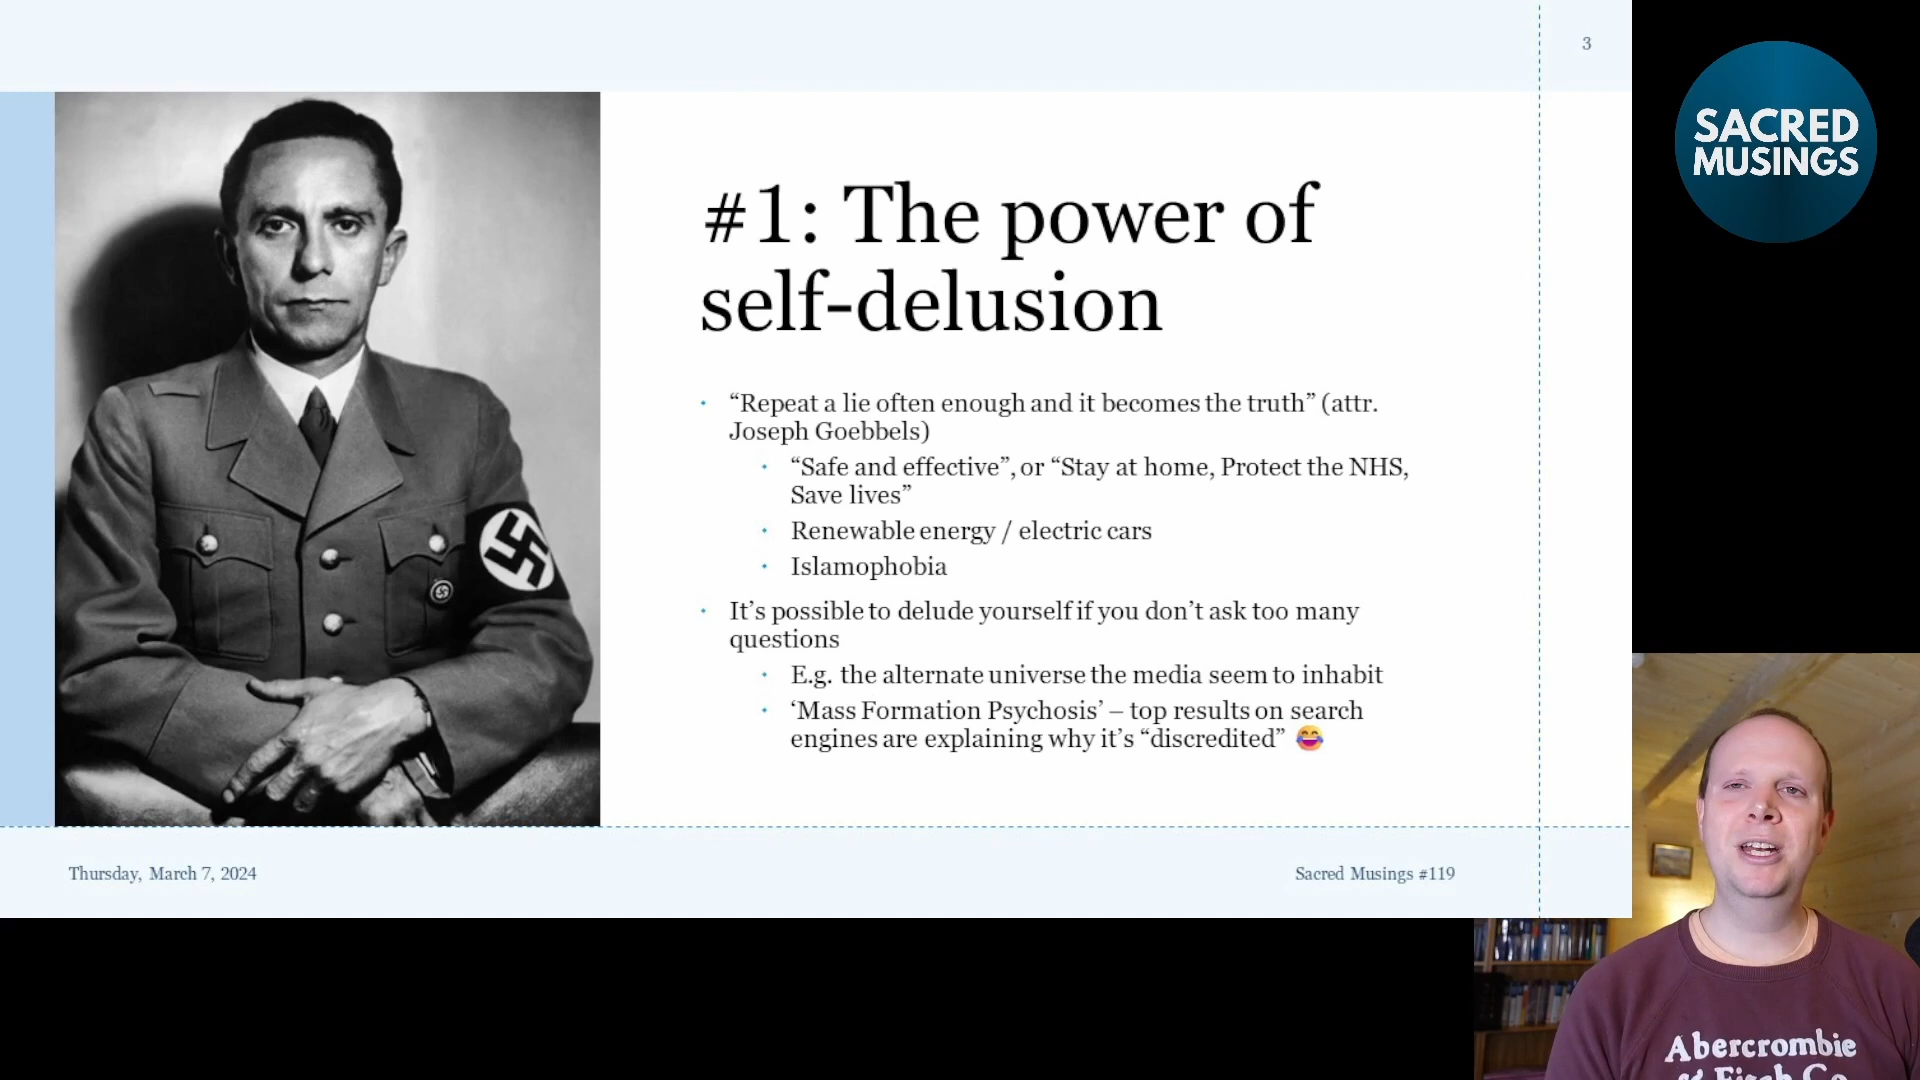 3
SACRED
MUSINGS
#1: The power of
self-delusion
“Repeat a lie often enough and it becomes the truth” (attr.
Joseph Goebbels)
“Safe and effective”, or “Stay at home, Protect the NHS,
Save lives”
Renewable energy / electric cars
Islamophobia
It’s possible to delude yourself if you don’t ask too many
questions
E.g. the alternate universe the media seem to inhabit
‘Mass Formation Psychosis’ – top results on search
engines are explaining why it’s “discredited” 😂
Thursday, March 7, 2024
Sacred Musings #119
Abercrombie
& Fitch Co